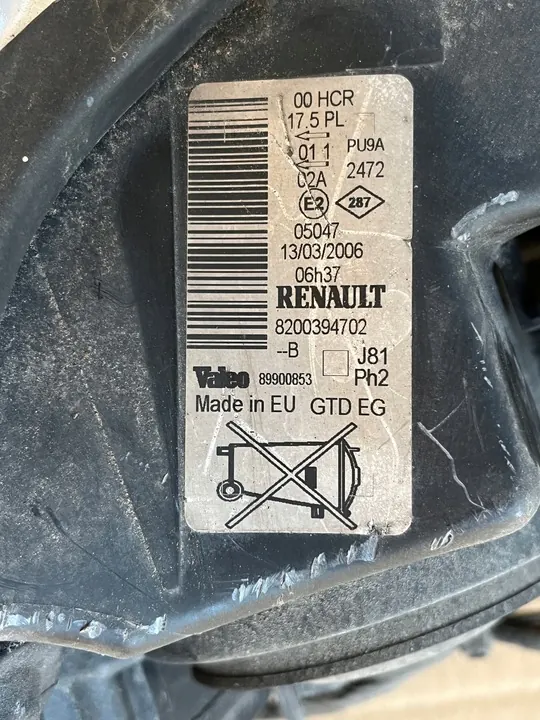 00 HCR
17.5 PL
01 1 PU9A
02A 2472
E2 287
05047
13/03/2006
06h37
RENAULT
8200394702
--B J81
Valeo 89900853 Ph2
Made in EU GTD EG